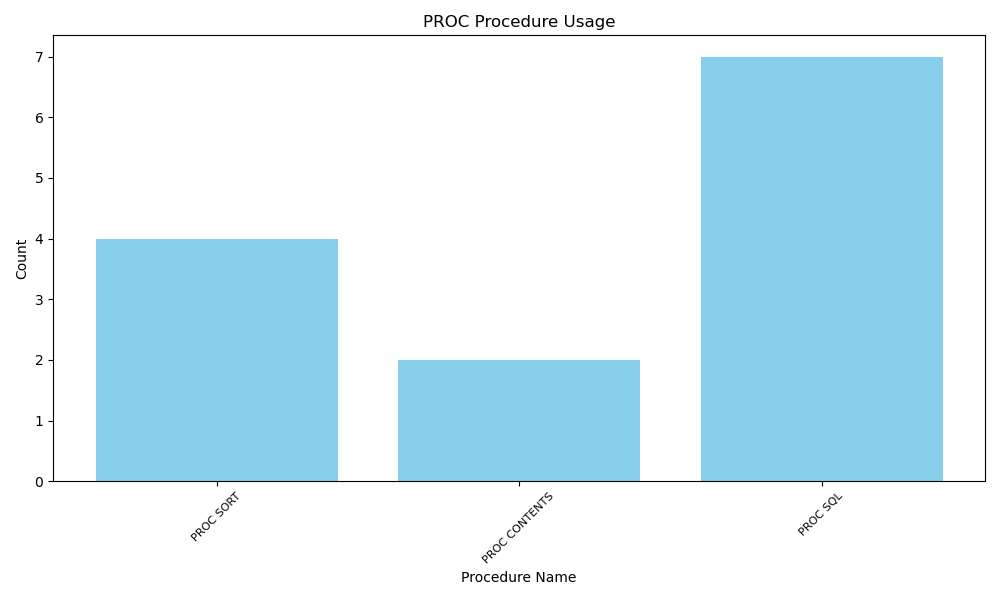 PROC Procedure Usage
7
6
5
4
3
2
1
0
Count
PROC SORT
PROC CONTENTS
PROC SQL
Procedure Name